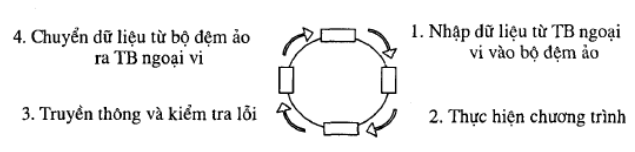 4. Chuyển dữ liệu từ bộ đệm ảo
ra TB ngoại vi
1. Nhập dữ liệu từ TB ngoại
vi vào bộ đệm ảo
3. Truyền thông và kiểm tra lỗi
2. Thực hiện chương trình